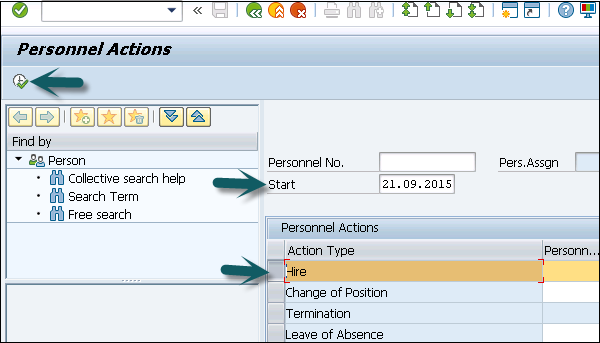 Personnel Actions
Find by
Person
Collective search help
Search Term
Free search
Personnel No.
Pers.Assgn
Start 21.09.2015
Personnel Actions
Action Type Personn...
Hire
Change of Position
Termination
Leave of Absence